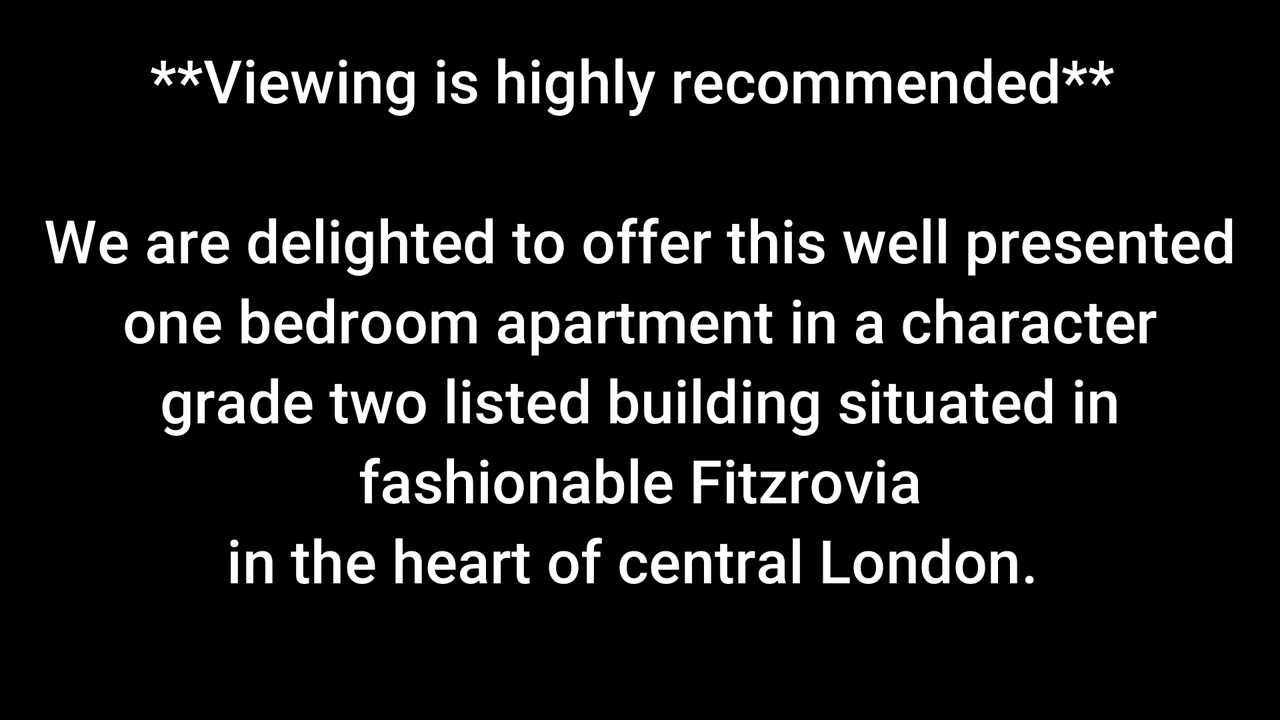 **Viewing is highly recommended**
We are delighted to offer this well presented
one bedroom apartment in a character
grade two listed building situated in
fashionable Fitzrovia
in the heart of central London.